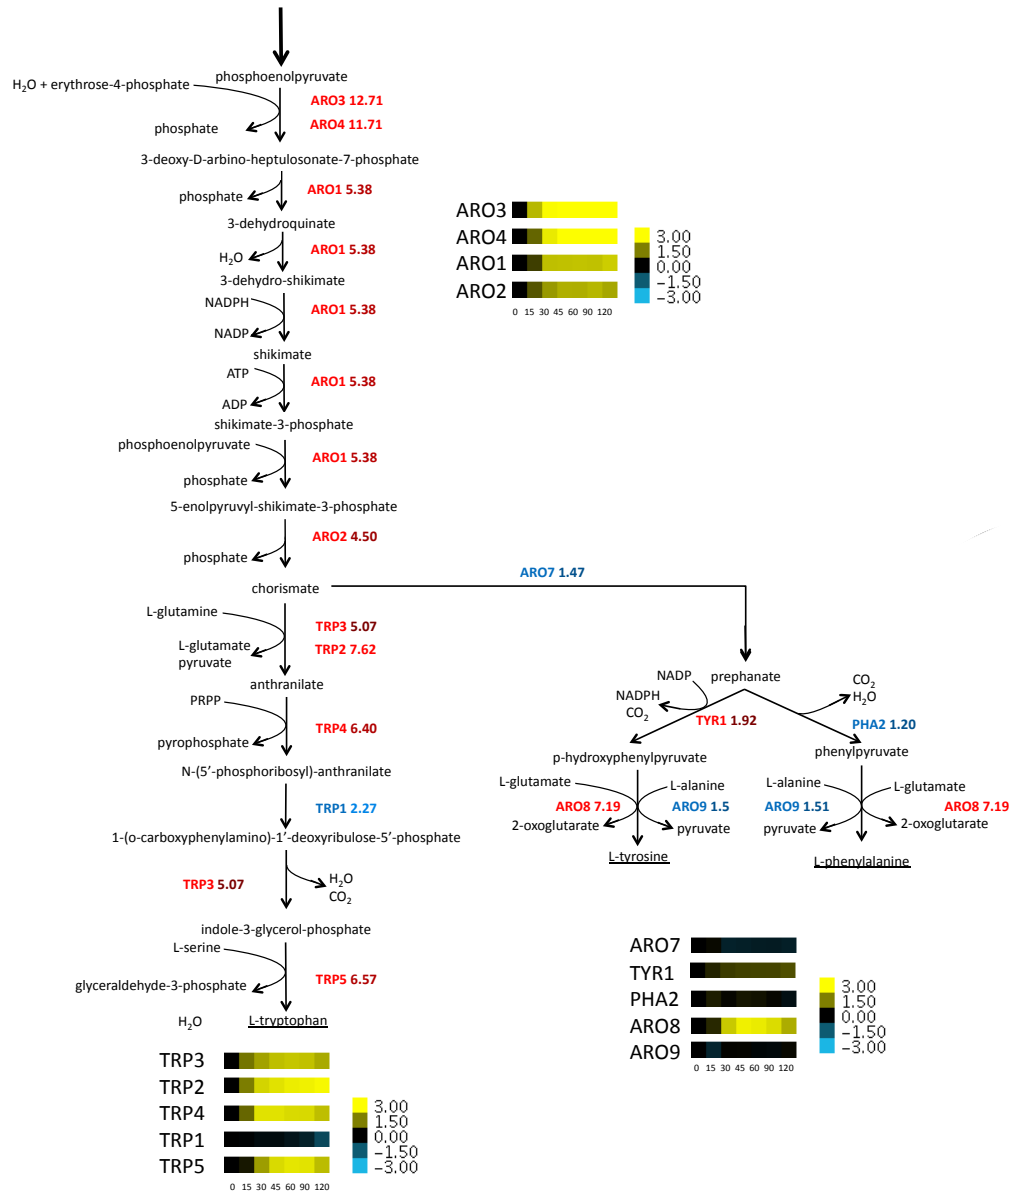 phosphoenolpyruvate
H₂O + erythrose-4-phosphate
ARO3 12.71
ARO4 11.71
phosphate
3-deoxy-D-arbino-heptulosonate-7-phosphate
ARO1 5.38
phosphate
3-dehydroquinate
ARO1 5.38
H₂O
3-dehydro-shikimate
NADPH
ARO1 5.38
NADP
shikimate
ATP
ARO1 5.38
ADP
shikimate-3-phosphate
phosphoenolpyruvate
ARO1 5.38
phosphate
5-enolpyruvyl-shikimate-3-phosphate
ARO2 4.50
phosphate
chorismate
ARO3
ARO4
ARO1
ARO2
0 15 30 45 60 90 120
3.00
1.50
0.00
−1.50
−3.00
ARO7 1.47
L-glutamine
TRP3 5.07
TRP2 7.62
L-glutamate
pyruvate
anthranilate
PRPP
TRP4 6.40
pyrophosphate
N-(5′-phosphoribosyl)-anthranilate
TRP1 2.27
1-(o-carboxyphenylamino)-1′-deoxyribulose-5′-phosphate
TRP3 5.07
H₂O
CO₂
indole-3-glycerol-phosphate
L-serine
TRP5 6.57
glyceraldehyde-3-phosphate
H₂O
L-tryptophan
prephanate
NADP
NADPH
CO₂
TYR1 1.92
CO₂
H₂O
PHA2 1.20
p-hydroxyphenylpyruvate
phenylpyruvate
L-glutamate
L-alanine
ARO8 7.19
ARO9 1.5
2-oxoglutarate
pyruvate
L-tyrosine
L-alanine
L-glutamate
ARO9 1.51
ARO8 7.19
pyruvate
2-oxoglutarate
L-phenylalanine
ARO7
TYR1
PHA2
ARO8
ARO9
0 15 30 45 60 90 120
3.00
1.50
0.00
−1.50
−3.00
TRP3
TRP2
TRP4
TRP1
TRP5
0 15 30 45 60 90 120
3.00
1.50
0.00
−1.50
−3.00